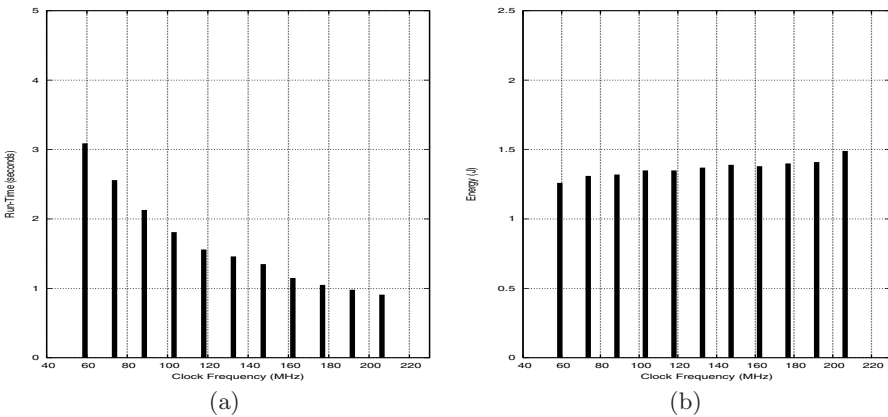 5
4
3
2
1
0
Run-Time (seconds)
40 60 80 100 120 140 160 180 200 220
Clock Frequency (MHz)
(a)
2.5
2
1.5
1
0.5
0
Energy (J)
40 60 80 100 120 140 160 180 200 220
Clock Frequency (MHz)
(b)